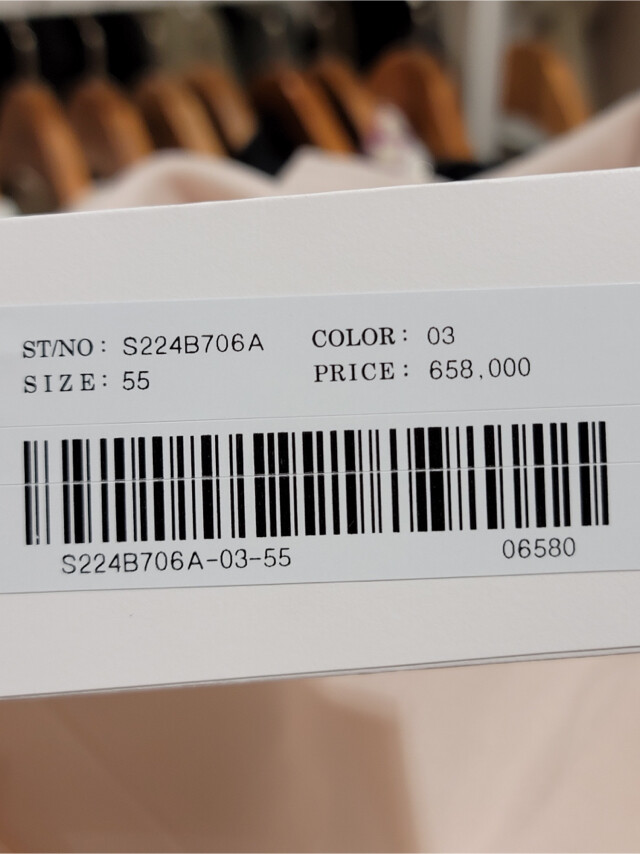 ST/NO: S224B706A COLOR: 03
SIZE: 55 PRICE: 658,000
S224B706A-03-55 06580